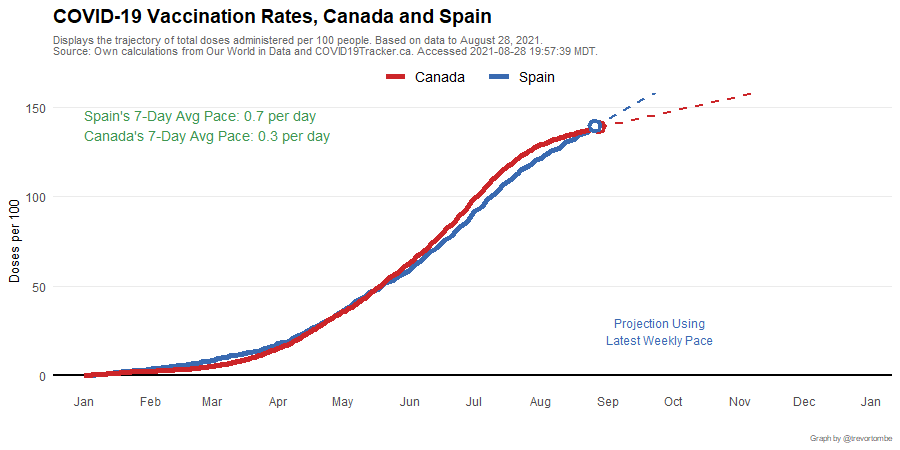 COVID-19 Vaccination Rates, Canada and Spain
Displays the trajectory of total doses administered per 100 people. Based on data to August 28, 2021.
Source: Own calculations from Our World in Data and COVID19Tracker.ca. Accessed 2021-08-28 19:57:39 MDT.
Canada Spain
150
Spain's 7-Day Avg Pace: 0.7 per day
Canada's 7-Day Avg Pace: 0.3 per day
100
Doses per 100
50
Projection Using
Latest Weekly Pace
0
Jan Feb Mar Apr May Jun Jul Aug Sep Oct Nov Dec Jan
Graph by @trevortombe